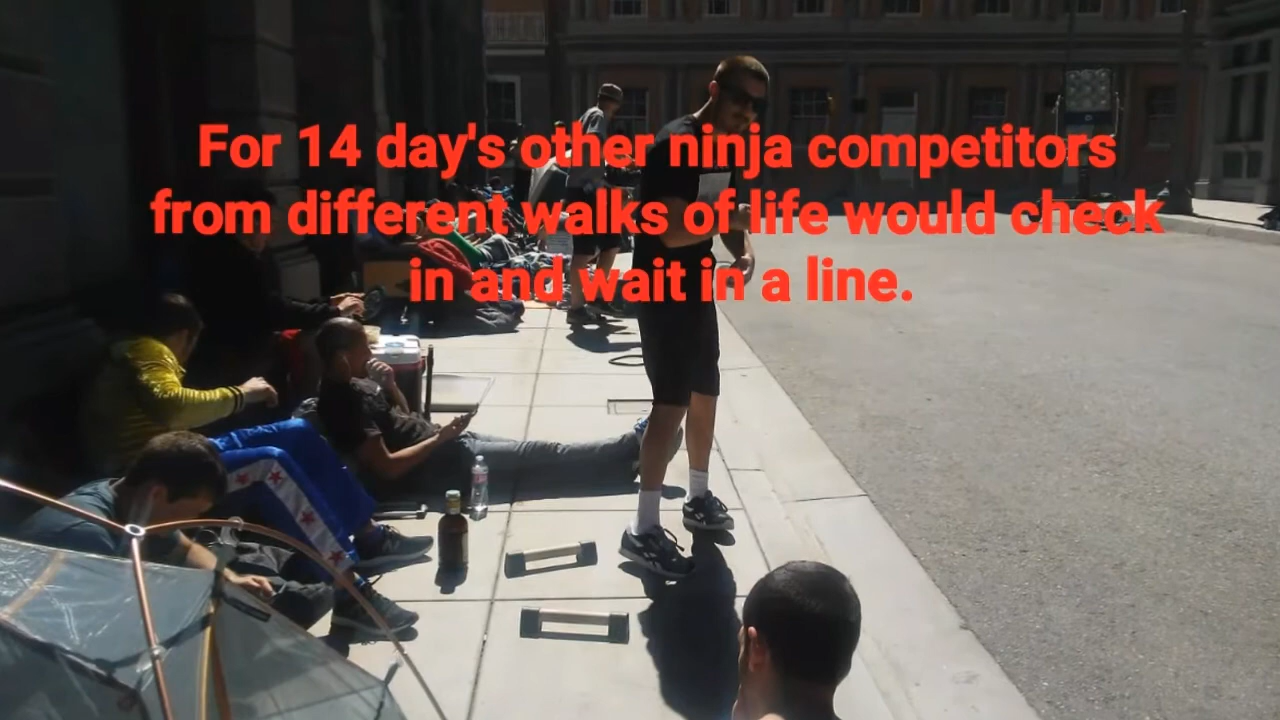 For 14 day's other ninja competitors
from different walks of life would check
in and wait in a line.